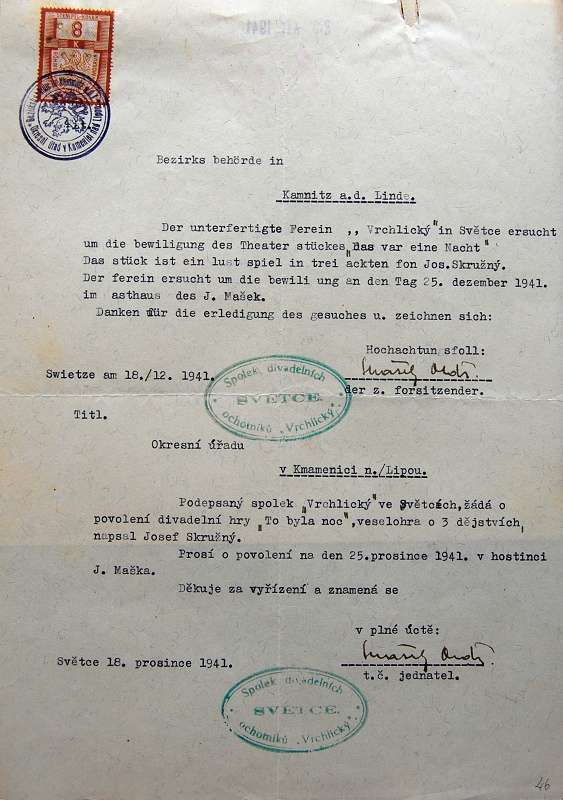 STEMPEL-KOLEK
8
K
Bezirks behörde in
Kamnitz a.d. Linde.
Der unterfertigte Ferein ,, Vrchlický" in Světce ersucht
um die bewiligung des Theater stückes „Das var eine Nacht"
Das stück ist ein lust spiel in trei äckten fon Jos.Skružný.
Der ferein ersucht um die bewili ung an den Tag 25. dezember 1941.
im asthaus des J. Mašek.
Danken für die erledigung des gesuches u. zeichnen sich:
Hochachtun sfoll:
Swietze am 18./12. 1941.
der z. forsitzender.
Spolek divadelních
SVĚTCE.
ochotníků „Vrchlický"
Titl.
Okresní úřadu
v Kmamenici n./Lipou.
Podepsaný spolek „Vrchlický" ve Světcéch, žádá o
povolení divadelní hry „To byla noc", veselohra o 3 dějstvích,
napsal Josef Skružný.
Prosí o povolení na den 25.prosince 1941. v hostinci
J. Maška.
Děkuje za vyřízení a znamená se
v plné úctě:
Světce 18. prosince 1941.
t.č. jednatel.
Spolek divadelních
SVĚTCE.
ochotníků „Vrchlický"
46